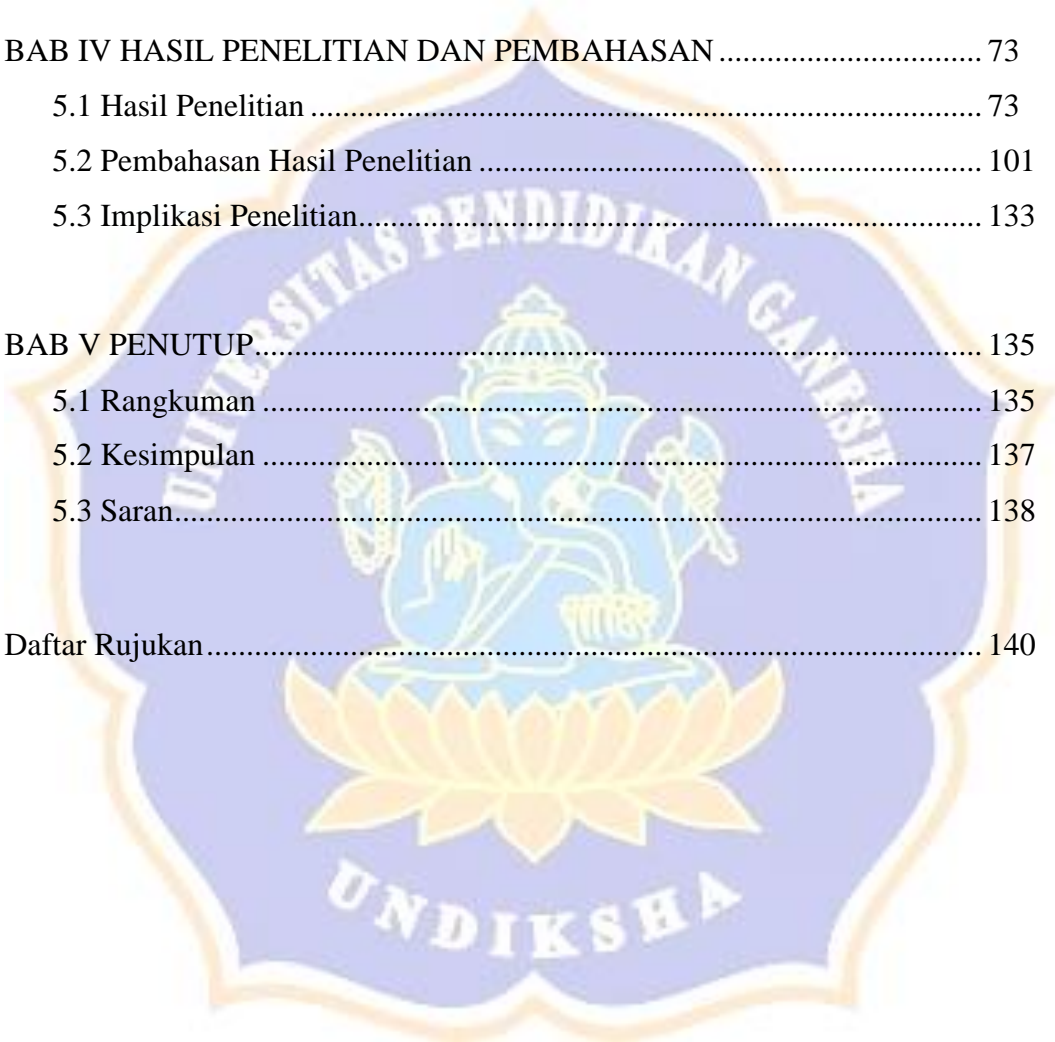 BAB IV HASIL PENELITIAN DAN PEMBAHASAN ................................ 73
5.1 Hasil Penelitian ................................................................................. 73
5.2 Pembahasan Hasil Penelitian ............................................................. 101
5.3 Implikasi Penelitian........................................................................... 133
UNIVERSITAS PENDIDIKAN GANESHA
BAB V PENUTUP........................................................................................ 135
5.1 Rangkuman ....................................................................................... 135
5.2 Kesimpulan ....................................................................................... 137
5.3 Saran.................................................................................................. 138
Daftar Rujukan.............................................................................................. 140
UNDIKSHA